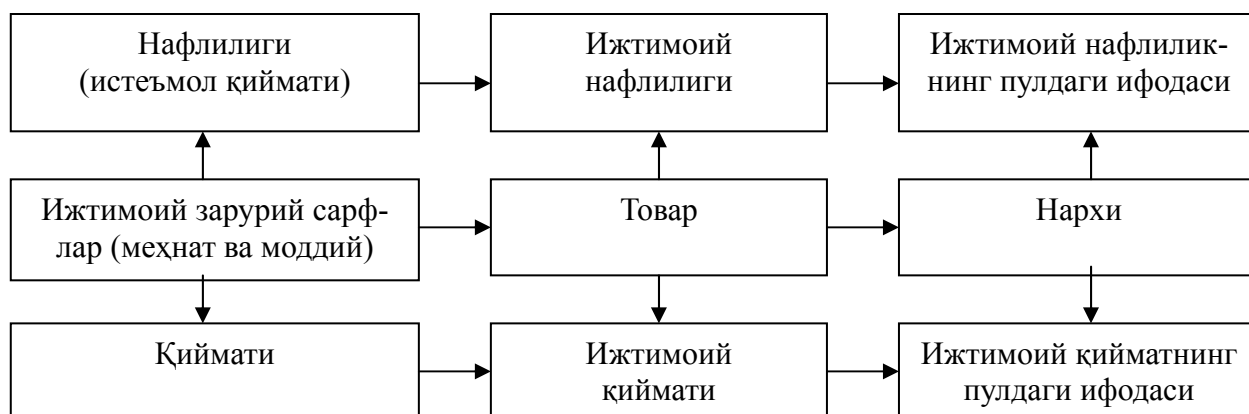 Нафлилиги
(истеъмол қиймати)
Ижтимоий
нафлилиги
Ижтимоий нафлилик-
нинг пулдаги ифодаси
Ижтимоий зарурий сарф-
лар (меҳнат ва моддий)
Товар
Нархи
Қиймати
Ижтимоий
қиймати
Ижтимоий қийматнинг
пулдаги ифодаси